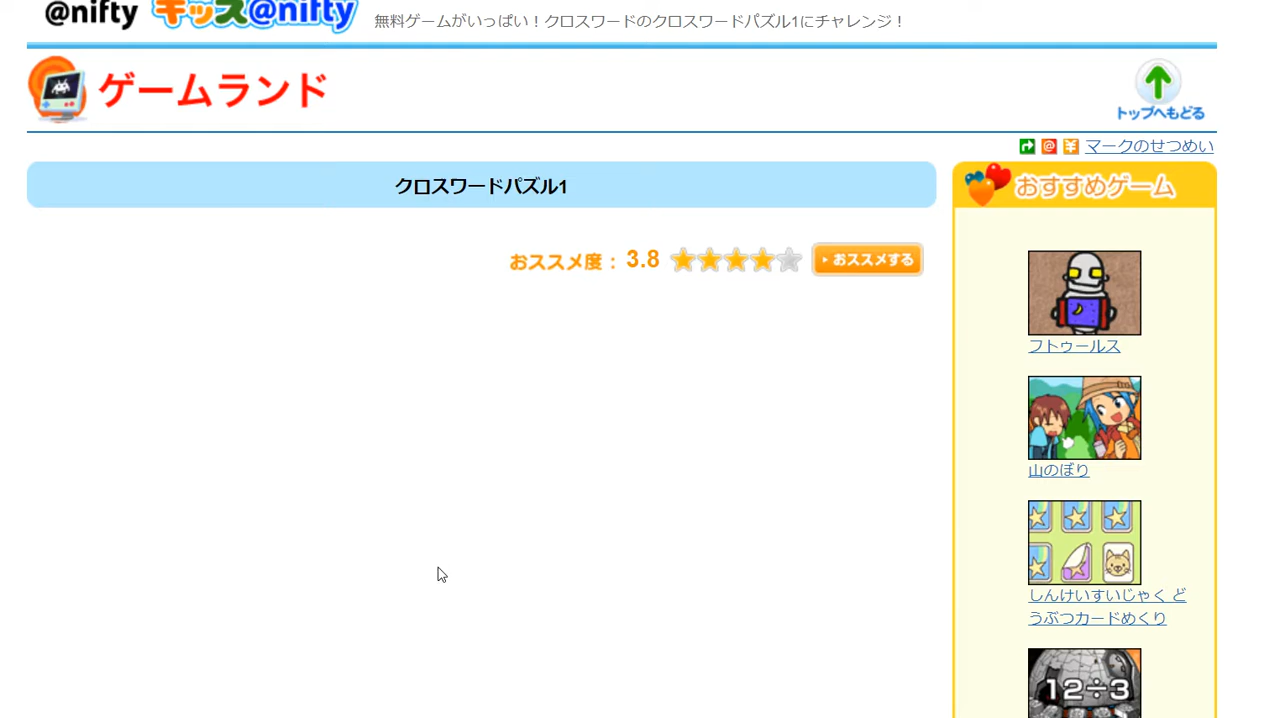 @nifty キッズ@nifty
無料ゲームがいっぱい！クロスワードのクロスワードパズル1にチャレンジ！
ゲームランド
トップへもどる
マークのせつめい
クロスワードパズル1
おススメ度： 3.8
おススメする
おすすめゲーム
フトゥールス
山のぼり
しんけいすいじゃく ど
うぶつカードめくり
12÷3